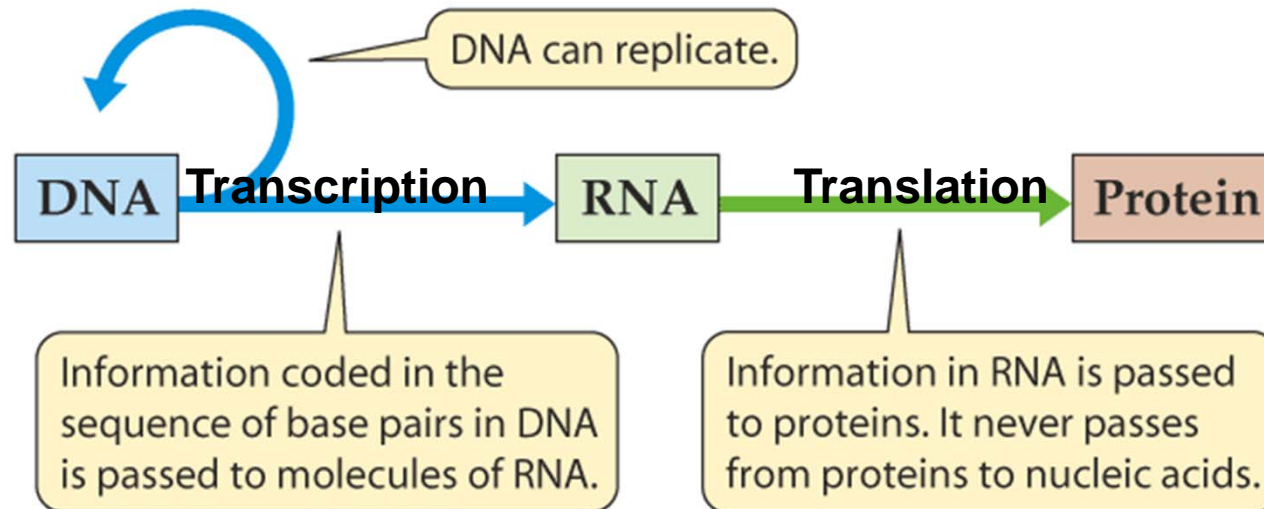 DNA can replicate.
DNA Transcription RNA Translation Protein
Information coded in the
sequence of base pairs in DNA
is passed to molecules of RNA.
Information in RNA is passed
to proteins. It never passes
from proteins to nucleic acids.